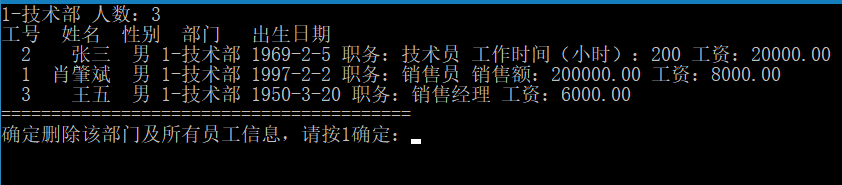 1-技术部 人数：3
工号 姓名 性别 部门 出生日期
2 张三 男 1-技术部 1969-2-5 职务：技术员 工作时间（小时）：200 工资：20000.00
1 肖肇斌 男 1-技术部 1997-2-2 职务：销售员 销售额：200000.00 工资：8000.00
3 王五 男 1-技术部 1950-3-20 职务：销售经理 工资：6000.00
=========================================
确定删除该部门及所有员工信息，请按1确定：